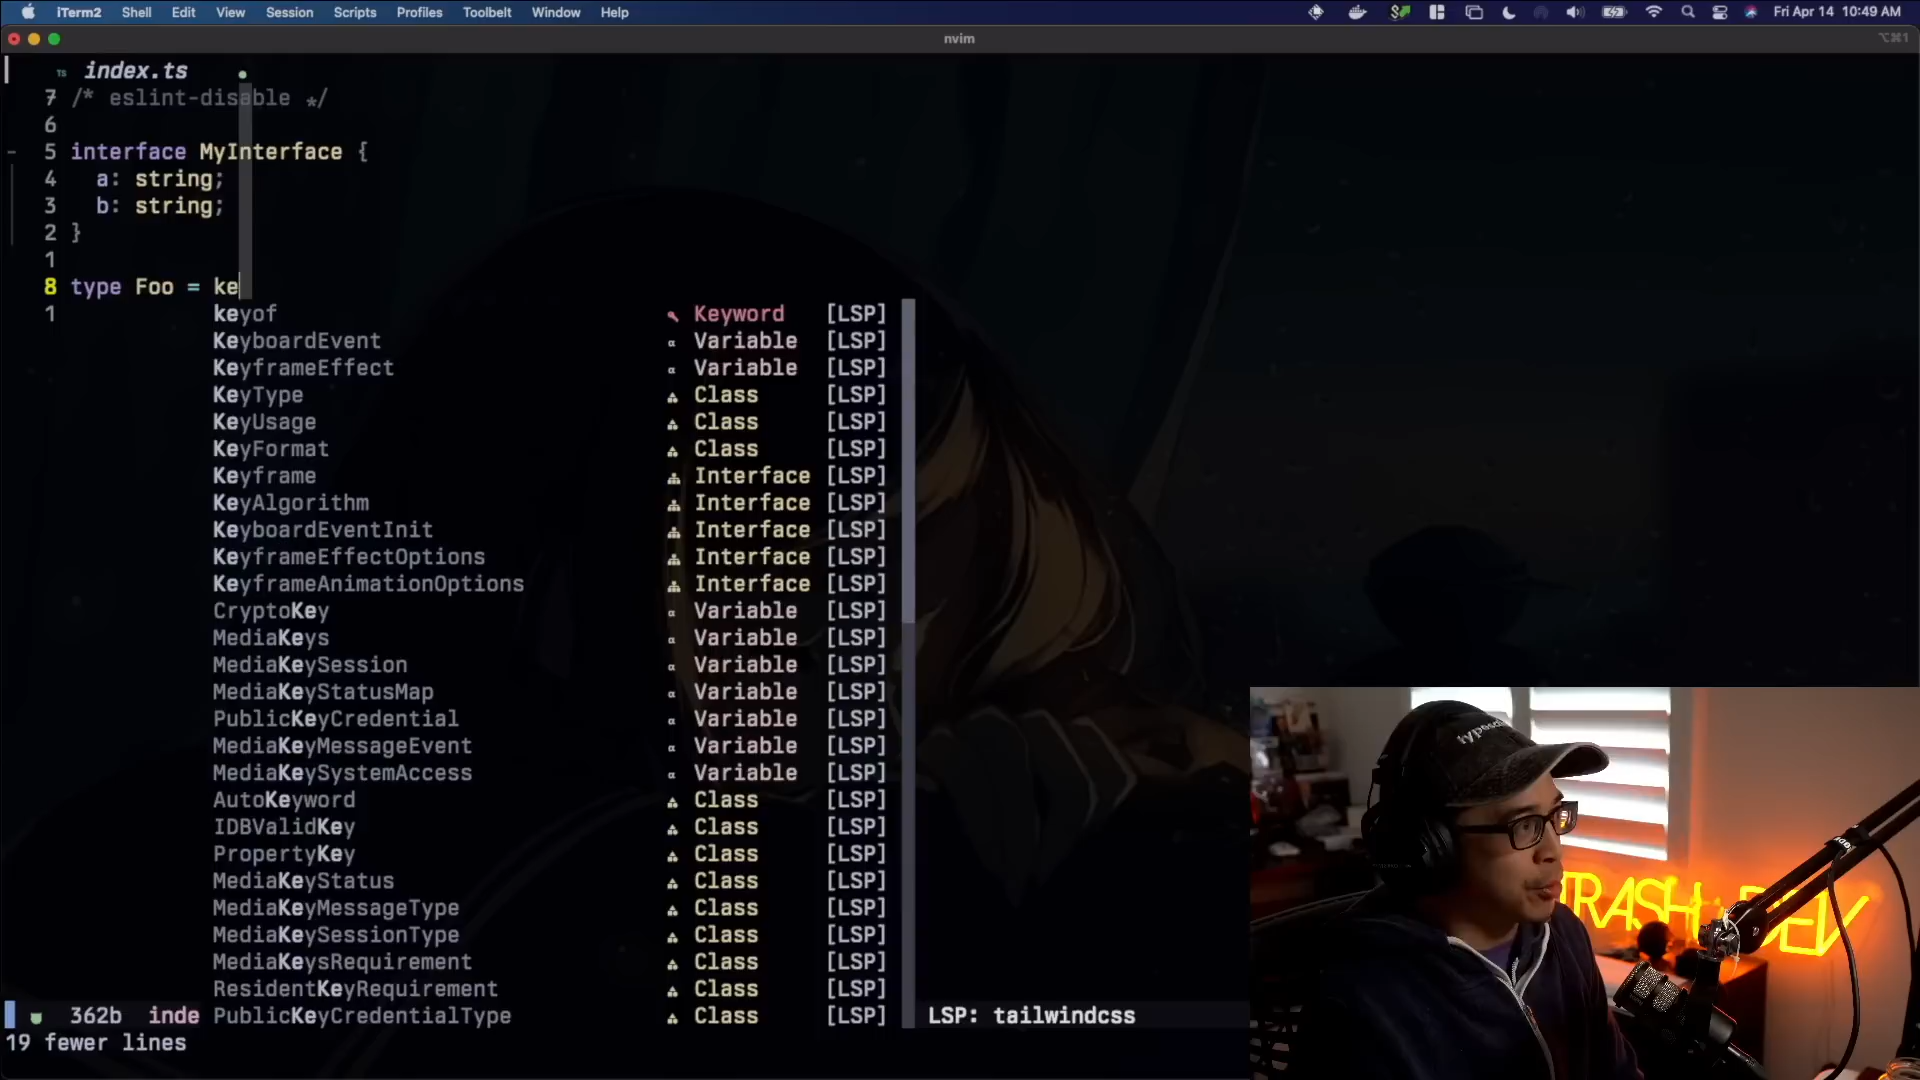 iTerm2 Shell Edit View Session Scripts Profiles Toolbelt Window Help Fri Apr 14 10:49 AM
nvim ⌥⌘1
TS index.ts
7 /* eslint-disable */
6
5 interface MyInterface {
4 a: string;
3 b: string;
2 }
1
8 type Foo = ke
1 keyof Keyword [LSP]
KeyboardEvent Variable [LSP]
KeyframeEffect Variable [LSP]
KeyType Class [LSP]
KeyUsage Class [LSP]
KeyFormat Class [LSP]
Keyframe Interface [LSP]
KeyAlgorithm Interface [LSP]
KeyboardEventInit Interface [LSP]
KeyframeEffectOptions Interface [LSP]
KeyframeAnimationOptions Interface [LSP]
CryptoKey Variable [LSP]
MediaKeys Variable [LSP]
MediaKeySession Variable [LSP]
MediaKeyStatusMap Variable [LSP]
PublicKeyCredential Variable [LSP]
MediaKeyMessageEvent Variable [LSP]
MediaKeySystemAccess Variable [LSP]
AutoKeyword Class [LSP]
IDBValidKey Class [LSP]
PropertyKey Class [LSP]
MediaKeyStatus Class [LSP]
MediaKeyMessageType Class [LSP]
MediaKeySessionType Class [LSP]
MediaKeysRequirement Class [LSP]
ResidentKeyRequirement Class [LSP]
362b inde PublicKeyCredentialType Class [LSP] LSP: tailwindcss
19 fewer lines
TRASH DEV